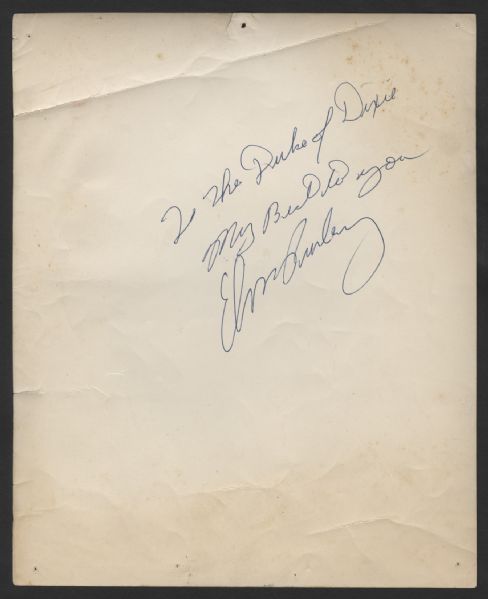 To the Duke of Dixie
My Best to you
Elvis Presley